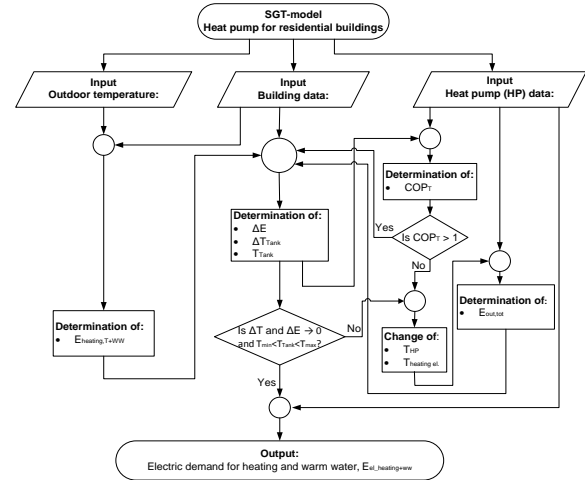 SGT-model
Heat pump for residential buildings
Input
Outdoor temperature:
Input
Building data:
Input
Heat pump (HP) data:
Determination of:
• COPT
Determination of:
• ΔE
• ΔTTank
• TTank
Yes
Is COPT > 1
No
Determination of:
• Eheating,T+WW
Is ΔT and ΔE → 0
and Tmin<TTank<Tmax?
No
Change of:
• THP
• Theating el.
Determination of:
• Eout,tot
Yes
Output:
Electric demand for heating and warm water, Eel_heating+ww